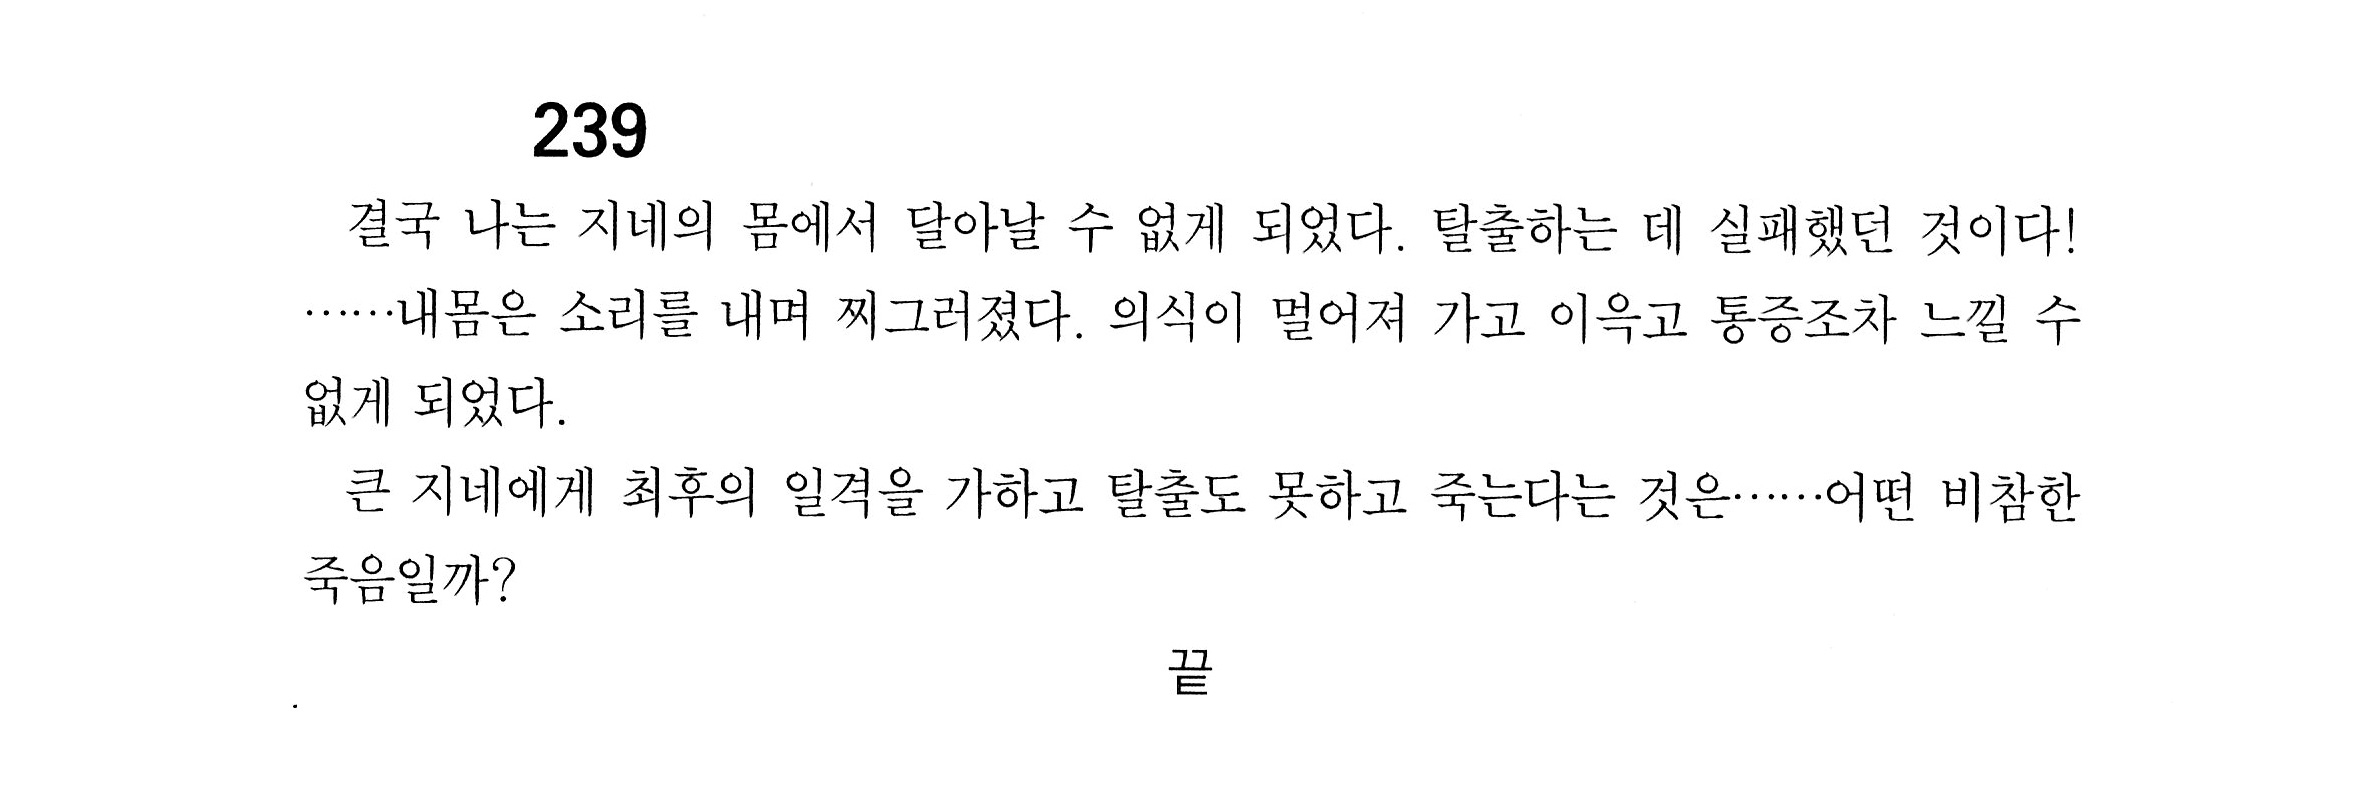 239
결국 나는 지네의 몸에서 달아날 수 없게 되었다. 탈출하는 데 실패했던 것이다!
……내몸은 소리를 내며 찌그러졌다. 의식이 멀어져 가고 이윽고 통증조차 느낄 수
없게 되었다.
큰 지네에게 최후의 일격을 가하고 탈출도 못하고 죽는다는 것은……어떤 비참한
죽음일까?
끝